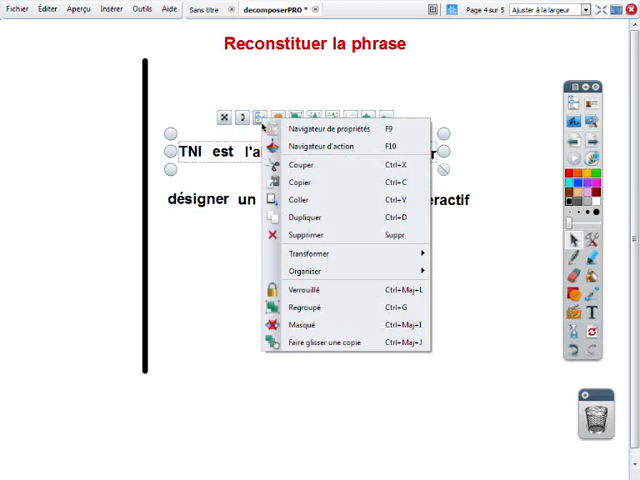 Fichier Éditer Aperçu Insérer Outils Aide
Sans titre
decomposerPRO *
Page 4 sur 5
Ajuster à la largeur
Reconstituer la phrase
TNI est l'a
r
désigner un
eractif
Navigateur de propriétés F9
Navigateur d'action F10
Couper Ctrl+X
Copier Ctrl+C
Coller Ctrl+V
Dupliquer Ctrl+D
Supprimer Suppr
Transformer
Organiser
Verrouillé Ctrl+Maj+L
Regroupé Ctrl+G
Masqué Ctrl+Maj+I
Faire glisser une copie Ctrl+Maj+J
T